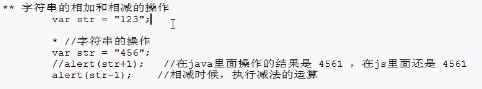 ** 字符串的相加和相减的操作
var str = "123";
* //字符串的操作
var str = "456";
//alert(str+1); //在java里面操作的结果是 4561 ，在js里面还是 4561
alert(str-1); //相减时候，执行减法的运算